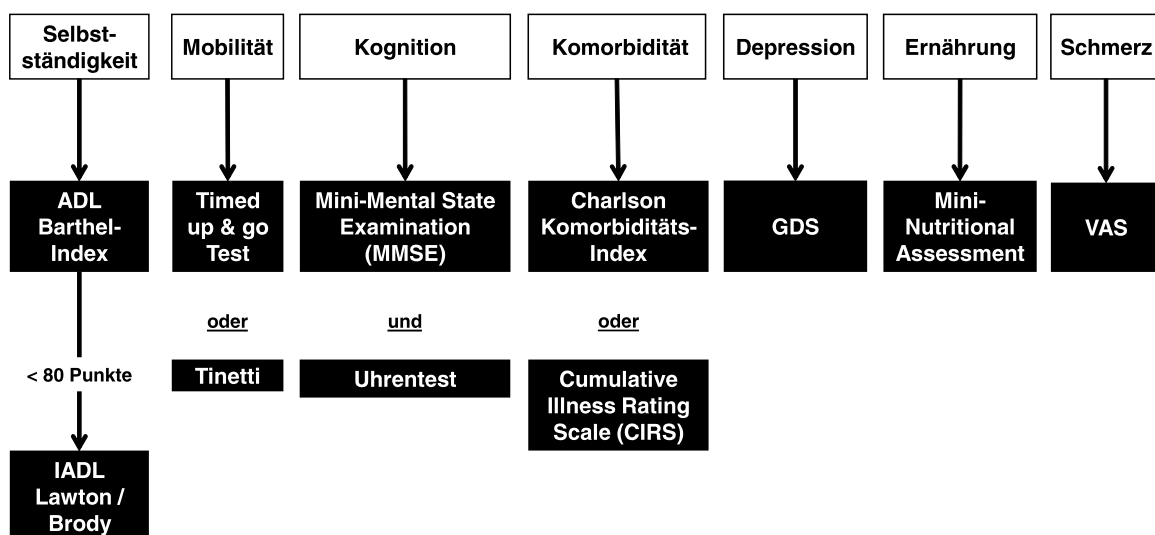 Selbst-
ständigkeit
Mobilität
Kognition
Komorbidität
Depression
Ernährung
Schmerz
ADL
Barthel-
Index
Timed
up & go
Test
Mini-Mental State
Examination
(MMSE)
Charlson
Komorbiditäts-
Index
GDS
Mini-
Nutritional
Assessment
VAS
oder
und
oder
< 80 Punkte
Tinetti
Uhrentest
Cumulative
Illness Rating
Scale (CIRS)
IADL
Lawton /
Brody